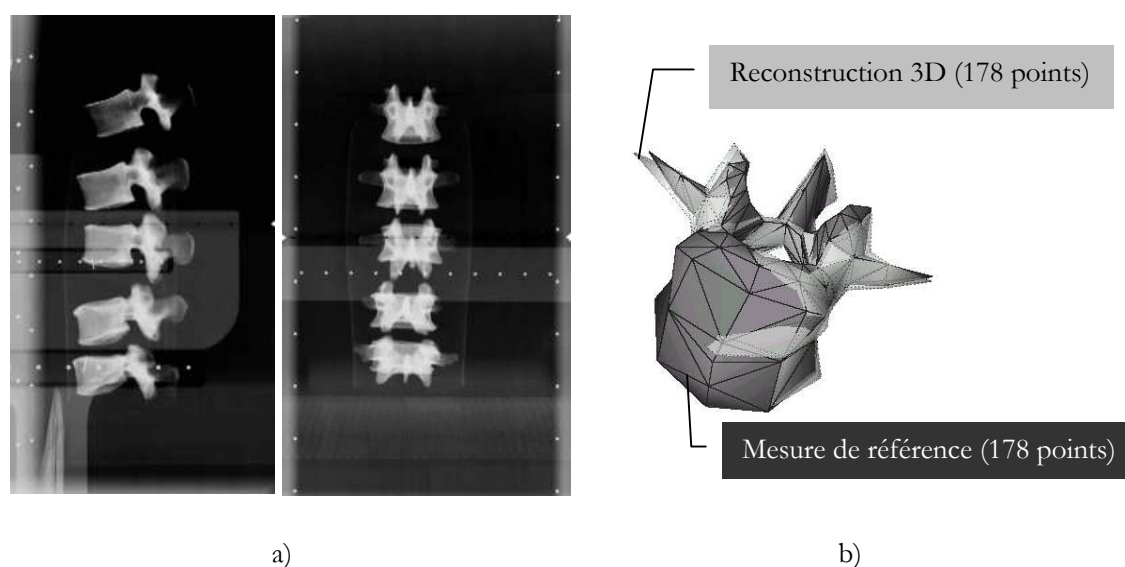 Reconstruction 3D (178 points)
Mesure de référence (178 points)
a)
b)